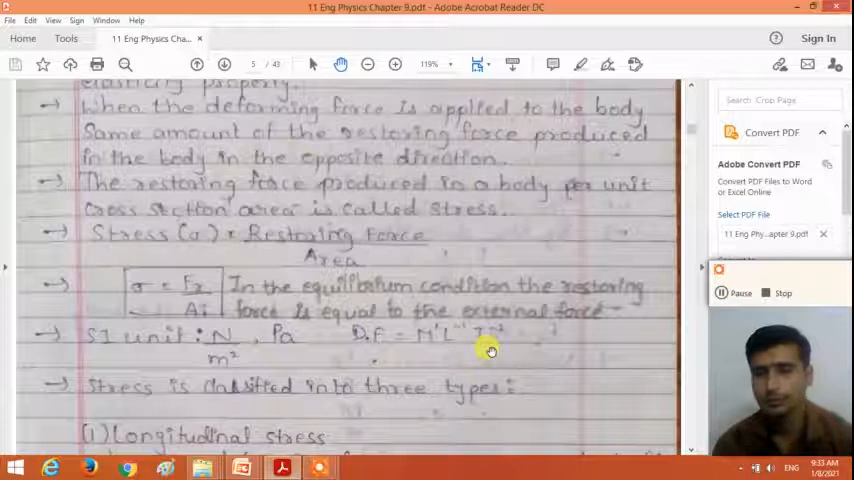 11 Eng Physics Chapter 9.pdf - Adobe Acrobat Reader DC
File Edit View Sign Window Help
Home Tools 11 Eng Physics Cha... × Sign In
5 / 43 119%
elasticity property.
→ When the deforming force is applied to the body
Same amount of the restoring force produced
in the body in the opposite direction.
→ The restoring force produced in a body per unit
cross section area is called stress.
→ Stress (σ) = Restoring Force
Area
→ σ = In the equilibrium condition the restoring
force is equal to the external force
→ SI unit : N/m² , Pa D.F = M¹L⁻¹T⁻²
→ Stress is classified into three types:
(1) Longitudinal stress
Search 'Crop Page'
Convert PDF
Adobe Convert PDF
Convert PDFs to Word
or Excel Online
Select PDF File
11 Eng Phy...apter 9.pdf ×
Pause Stop
ENG
9:33 AM
1/8/2021